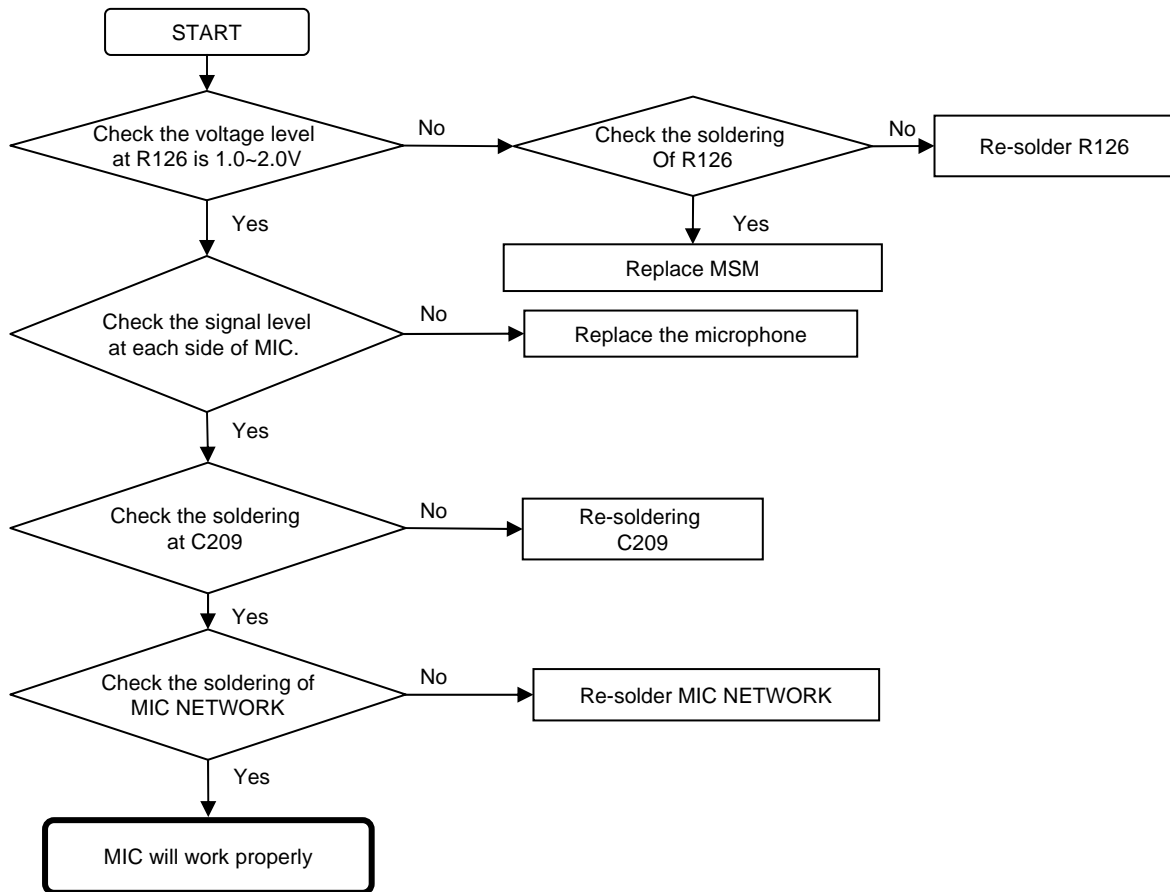 START
Check the voltage level
at R126 is 1.0~2.0V
No
Check the soldering
Of R126
No
Re-solder R126
Yes
Yes
Replace MSM
Check the signal level
at each side of MIC.
No
Replace the microphone
Yes
Check the soldering
at C209
No
Re-soldering
C209
Yes
Check the soldering of
MIC NETWORK
No
Re-solder MIC NETWORK
Yes
MIC will work properly